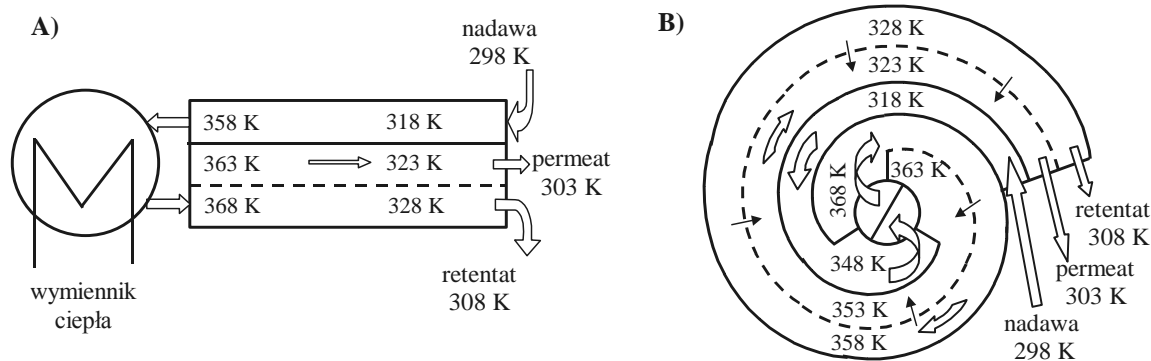 A)
nadawa
298 K
358 K 318 K
363 K 323 K
permeat
303 K
368 K 328 K
retentat
308 K
wymiennik
ciepła
B)
328 K
323 K
318 K
363 K
368 K
348 K
353 K
358 K
retentat
308 K
permeat
303 K
nadawa
298 K